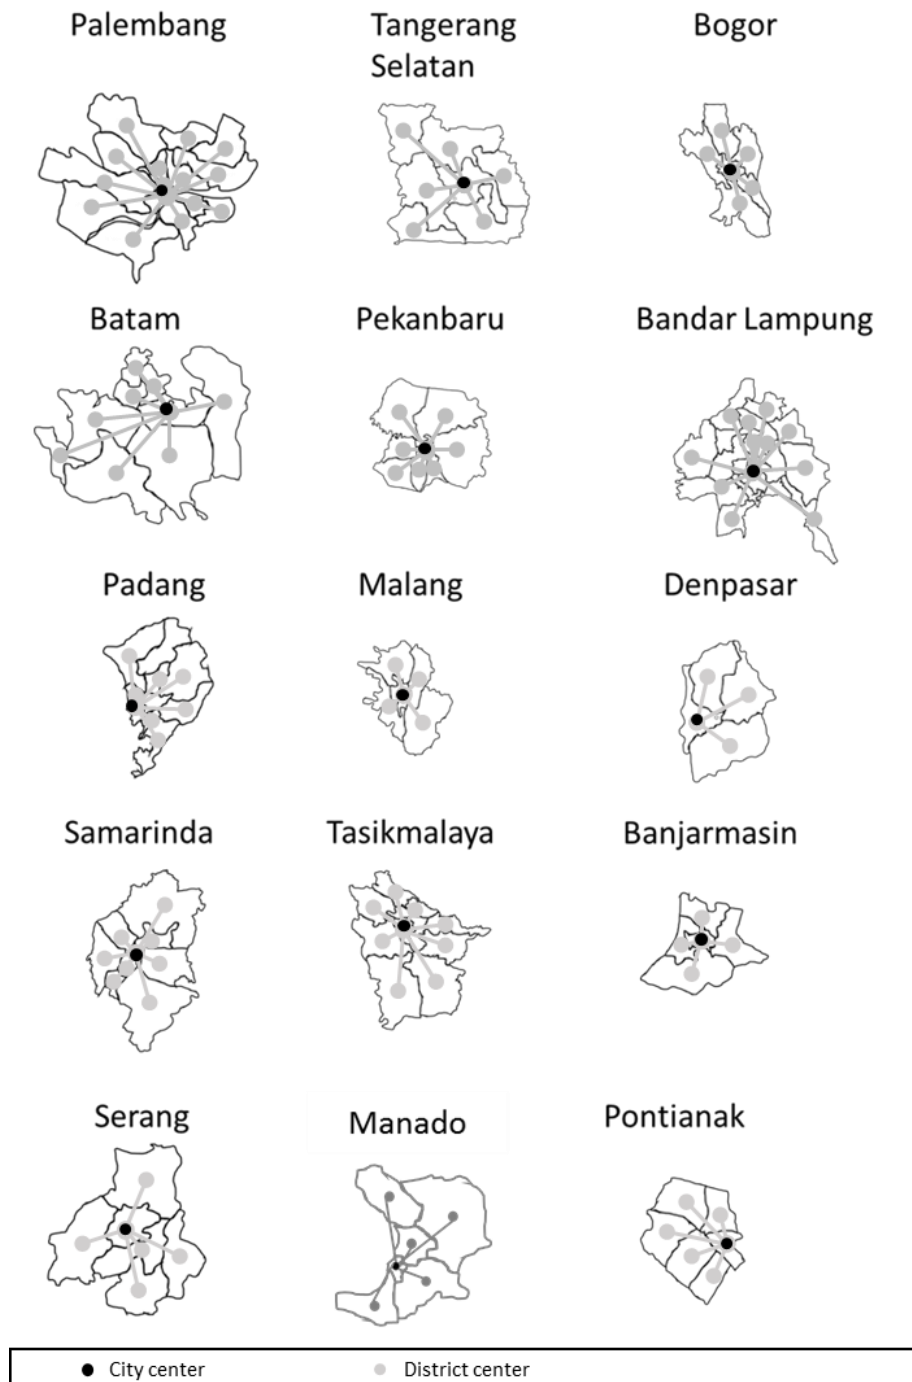 Palembang
Tangerang
Selatan
Bogor
Batam
Pekanbaru
Bandar Lampung
Padang
Malang
Denpasar
Samarinda
Tasikmalaya
Banjarmasin
Serang
Manado
Pontianak
City center
District center